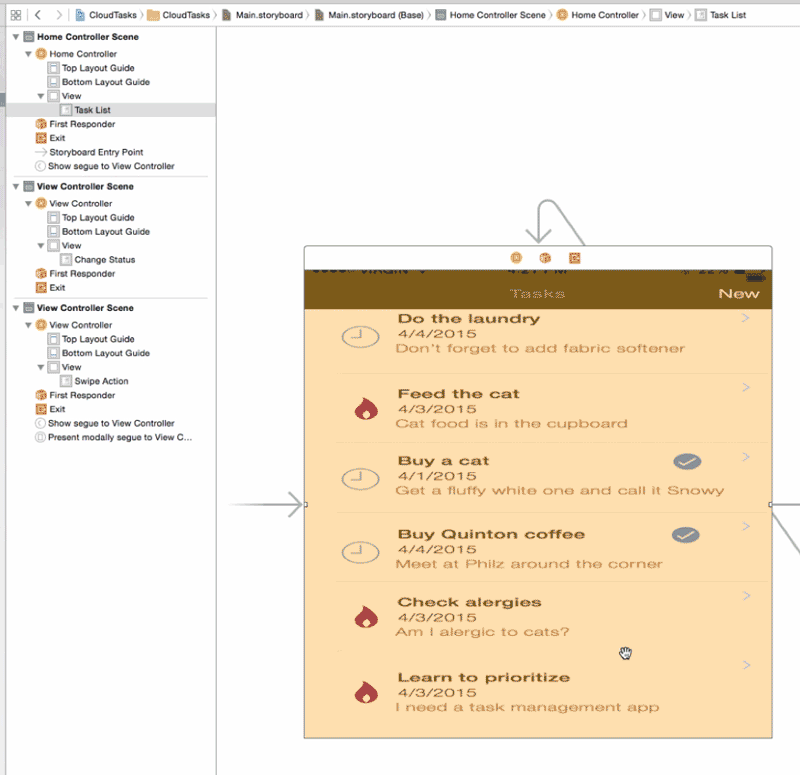 CloudTasks CloudTasks Main.storyboard Main.storyboard (Base) Home Controller Scene Home Controller View Task List
Home Controller Scene
Home Controller
Top Layout Guide
Bottom Layout Guide
View
Task List
First Responder
Exit
Storyboard Entry Point
Show segue to View Controller
View Controller Scene
View Controller
Top Layout Guide
Bottom Layout Guide
View
Change Status
First Responder
Exit
View Controller Scene
View Controller
Top Layout Guide
Bottom Layout Guide
View
Swipe Action
First Responder
Exit
Show segue to View Controller
Present modally segue to View C...
VIRGIN 4:21 PM 22%
Tasks New
Do the laundry
4/4/2015
Don't forget to add fabric softener
Feed the cat
4/3/2015
Cat food is in the cupboard
Buy a cat
4/1/2015
Get a fluffy white one and call it Snowy
Buy Quinton coffee
4/4/2015
Meet at Philz around the corner
Check alergies
4/3/2015
Am I alergic to cats?
Learn to prioritize
4/3/2015
I need a task management app